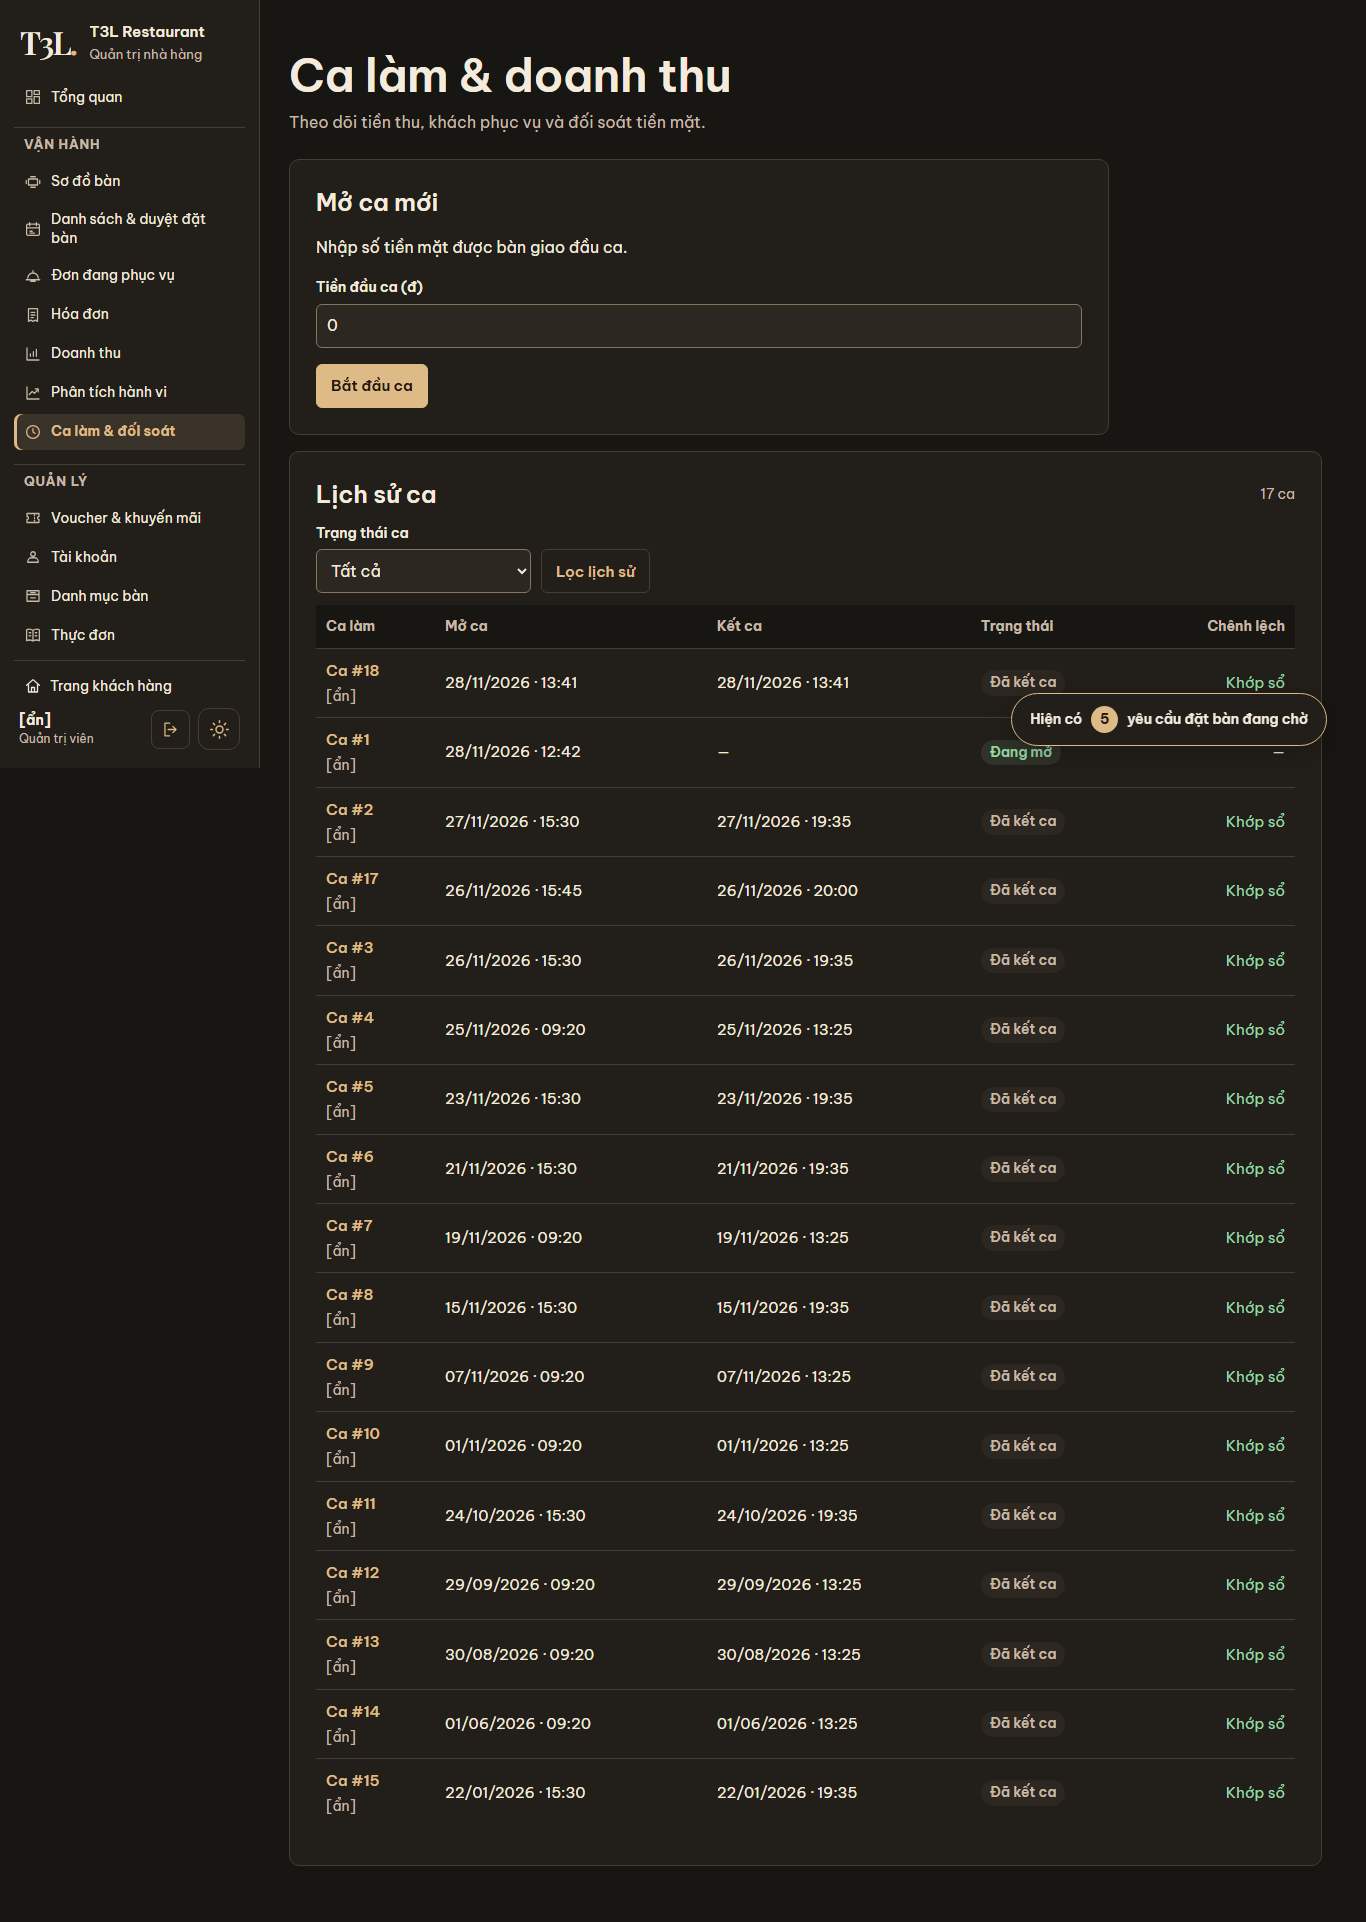 T3L.
T3L Restaurant
Quản trị nhà hàng
Tổng quan
VẬN HÀNH
Sơ đồ bàn
Danh sách & duyệt đặt
bàn
Đơn đang phục vụ
Hóa đơn
Doanh thu
Phân tích hành vi
Ca làm & đối soát
QUẢN LÝ
Voucher & khuyến mãi
Tài khoản
Danh mục bàn
Thực đơn
Trang khách hàng
[ẩn]
Quản trị viên
Ca làm & doanh thu
Theo dõi tiền thu, khách phục vụ và đối soát tiền mặt.
Mở ca mới
Nhập số tiền mặt được bàn giao đầu ca.
Tiền đầu ca (đ)
0
Bắt đầu ca
Lịch sử ca
17 ca
Trạng thái ca
Tất cả
Lọc lịch sử
Ca làm Mở ca Kết ca Trạng thái Chênh lệch
Ca #18
[ẩn]
28/11/2026 · 13:41 28/11/2026 · 13:41 Đã kết ca Khớp sổ
Hiện có 5 yêu cầu đặt bàn đang chờ
Ca #1
[ẩn]
28/11/2026 · 12:42 — Đang mở —
Ca #2
[ẩn]
27/11/2026 · 15:30 27/11/2026 · 19:35 Đã kết ca Khớp sổ
Ca #17
[ẩn]
26/11/2026 · 15:45 26/11/2026 · 20:00 Đã kết ca Khớp sổ
Ca #3
[ẩn]
26/11/2026 · 15:30 26/11/2026 · 19:35 Đã kết ca Khớp sổ
Ca #4
[ẩn]
25/11/2026 · 09:20 25/11/2026 · 13:25 Đã kết ca Khớp sổ
Ca #5
[ẩn]
23/11/2026 · 15:30 23/11/2026 · 19:35 Đã kết ca Khớp sổ
Ca #6
[ẩn]
21/11/2026 · 15:30 21/11/2026 · 19:35 Đã kết ca Khớp sổ
Ca #7
[ẩn]
19/11/2026 · 09:20 19/11/2026 · 13:25 Đã kết ca Khớp sổ
Ca #8
[ẩn]
15/11/2026 · 15:30 15/11/2026 · 19:35 Đã kết ca Khớp sổ
Ca #9
[ẩn]
07/11/2026 · 09:20 07/11/2026 · 13:25 Đã kết ca Khớp sổ
Ca #10
[ẩn]
01/11/2026 · 09:20 01/11/2026 · 13:25 Đã kết ca Khớp sổ
Ca #11
[ẩn]
24/10/2026 · 15:30 24/10/2026 · 19:35 Đã kết ca Khớp sổ
Ca #12
[ẩn]
29/09/2026 · 09:20 29/09/2026 · 13:25 Đã kết ca Khớp sổ
Ca #13
[ẩn]
30/08/2026 · 09:20 30/08/2026 · 13:25 Đã kết ca Khớp sổ
Ca #14
[ẩn]
01/06/2026 · 09:20 01/06/2026 · 13:25 Đã kết ca Khớp sổ
Ca #15
[ẩn]
22/01/2026 · 15:30 22/01/2026 · 19:35 Đã kết ca Khớp sổ